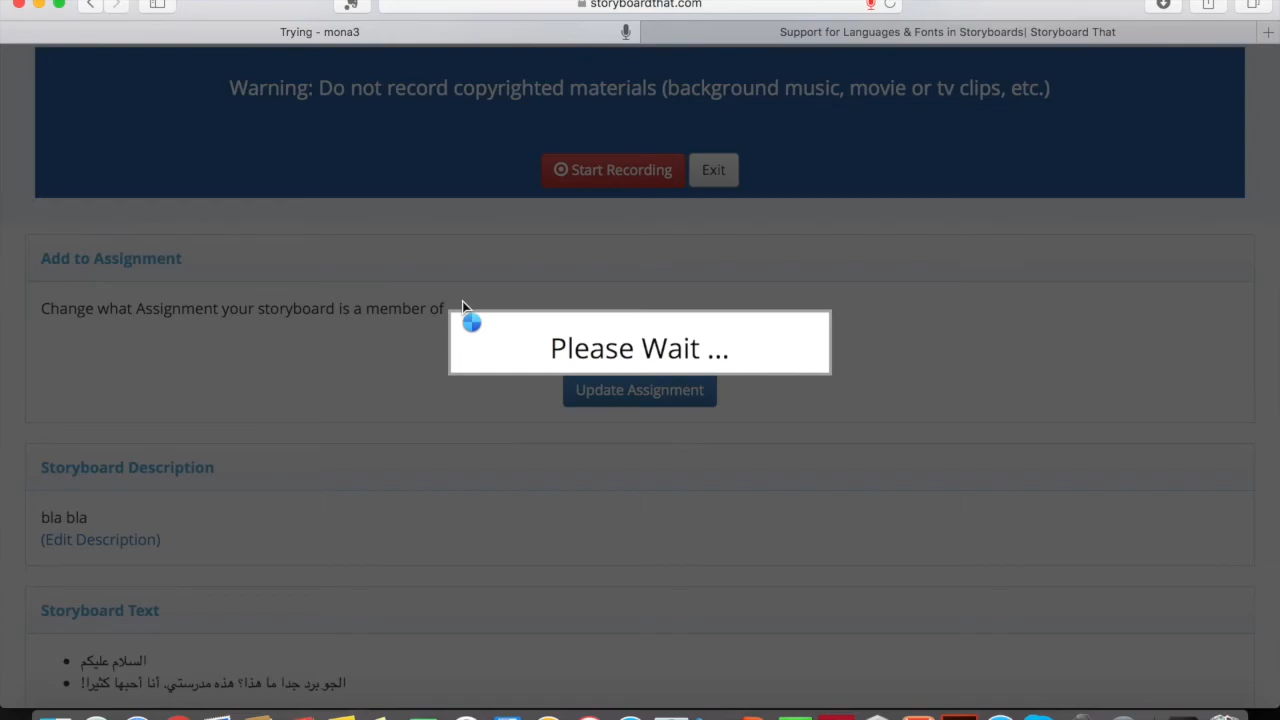 storyboardthat.com
Trying - mona3
Support for Languages & Fonts in Storyboards| Storyboard That
Warning: Do not record copyrighted materials (background music, movie or tv clips, etc.)
Start Recording
Exit
Add to Assignment
Change what Assignment your storyboard is a member of
Please Wait ...
Update Assignment
Storyboard Description
bla bla
(Edit Description)
Storyboard Text
السلام عليكم
الجو برد جدا ما هذا؟ هذه مدرستي. أنا أحبها كثيرا!